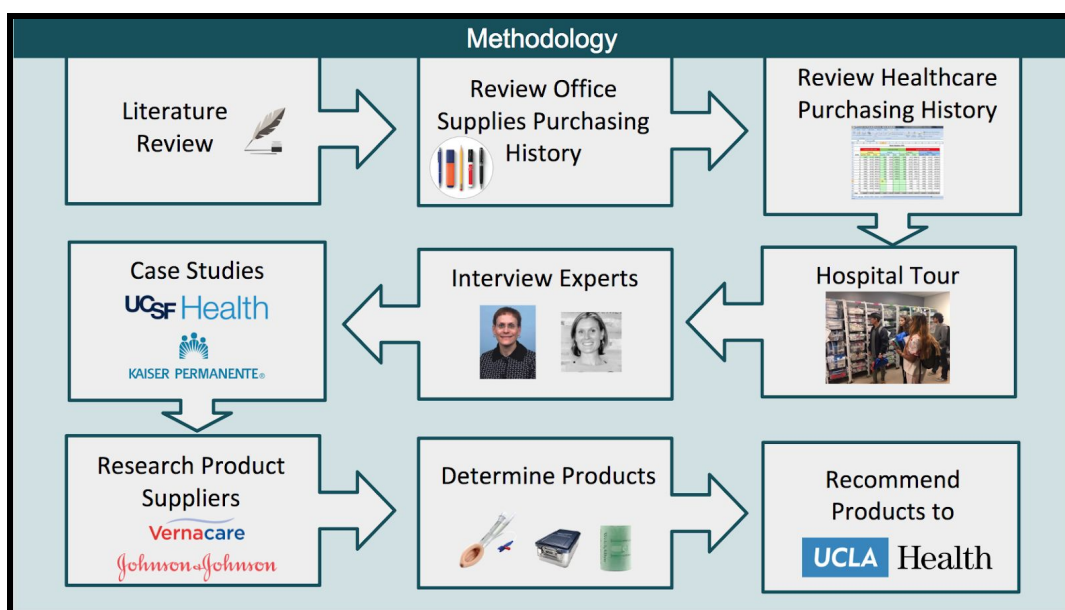 Methodology
Literature
Review
Review Office
Supplies Purchasing
History
Review Healthcare
Purchasing History
Hospital Tour
Interview Experts
Case Studies
UCSF Health
KAISER PERMANENTE®
Research Product
Suppliers
Vernacare
Johnson & Johnson
Determine Products
Recommend
Products to
UCLA Health